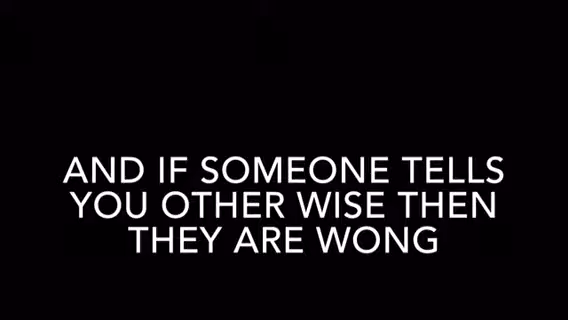 AND IF SOMEONE TELLS
YOU OTHER WISE THEN
THEY ARE WONG